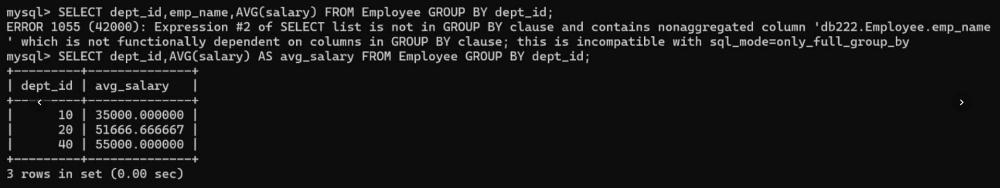 mysql> SELECT dept_id,emp_name,AVG(salary) FROM Employee GROUP BY dept_id;
ERROR 1055 (42000): Expression #2 of SELECT list is not in GROUP BY clause and contains nonaggregated column 'db222.Employee.emp_name
' which is not functionally dependent on columns in GROUP BY clause; this is incompatible with sql_mode=only_full_group_by
mysql> SELECT dept_id,AVG(salary) AS avg_salary FROM Employee GROUP BY dept_id;
+---------+--------------+
| dept_id | avg_salary   |
+---------+--------------+
|      10 | 35000.000000 |
|      20 | 51666.666667 |
|      40 | 55000.000000 |
+---------+--------------+
3 rows in set (0.00 sec)